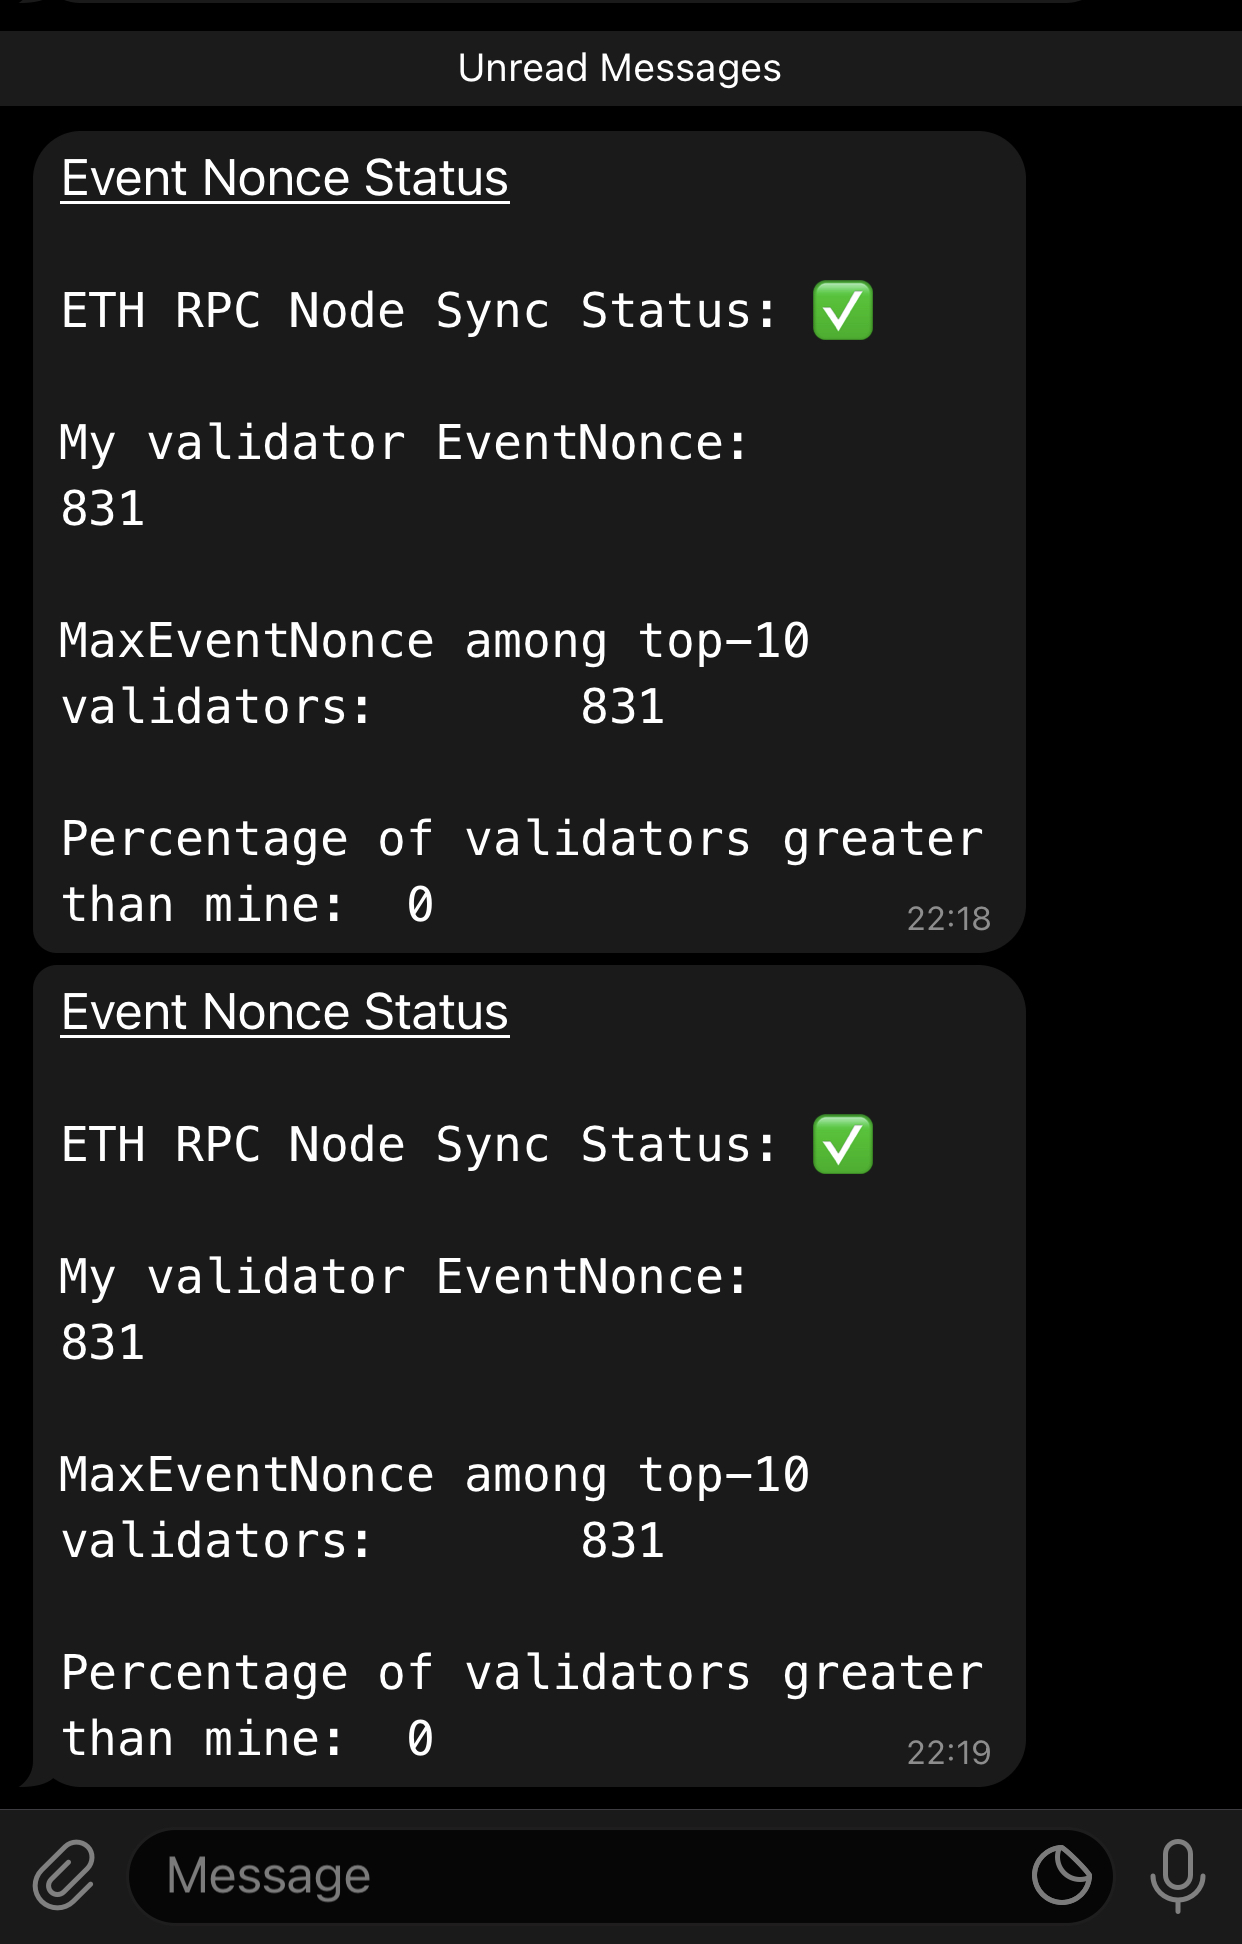 Unread Messages
Event Nonce Status
ETH RPC Node Sync Status: ✅
My validator EventNonce:
831
MaxEventNonce among top-10
validators:       831
Percentage of validators greater
than mine:  0
22:18
Event Nonce Status
ETH RPC Node Sync Status: ✅
My validator EventNonce:
831
MaxEventNonce among top-10
validators:       831
Percentage of validators greater
than mine:  0
22:19
Message